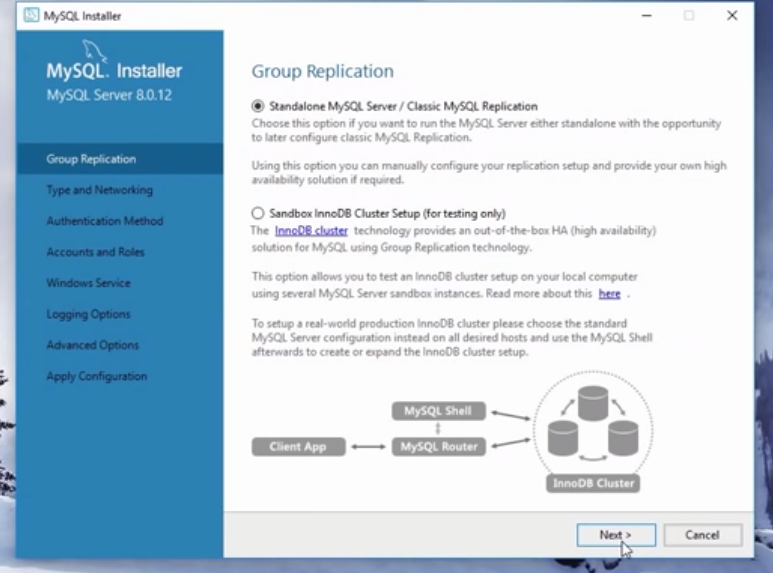 MySQL Installer
MySQL. Installer
MySQL Server 8.0.12
Group Replication
Type and Networking
Authentication Method
Accounts and Roles
Windows Service
Logging Options
Advanced Options
Apply Configuration
Group Replication
Standalone MySQL Server / Classic MySQL Replication
Choose this option if you want to run the MySQL Server either standalone with the opportunity
to later configure classic MySQL Replication.
Using this option you can manually configure your replication setup and provide your own high
availability solution if required.
Sandbox InnoDB Cluster Setup (for testing only)
The InnoDB cluster technology provides an out-of-the-box HA (high availability)
solution for MySQL using Group Replication technology.
This option allows you to test an InnoDB cluster setup on your local computer
using several MySQL Server sandbox instances. Read more about this here .
To setup a real-world production InnoDB cluster please choose the standard
MySQL Server configuration instead on all desired hosts and use the MySQL Shell
afterwards to create or expand the InnoDB cluster setup.
MySQL Shell
Client App
MySQL Router
InnoDB Cluster
Next >
Cancel